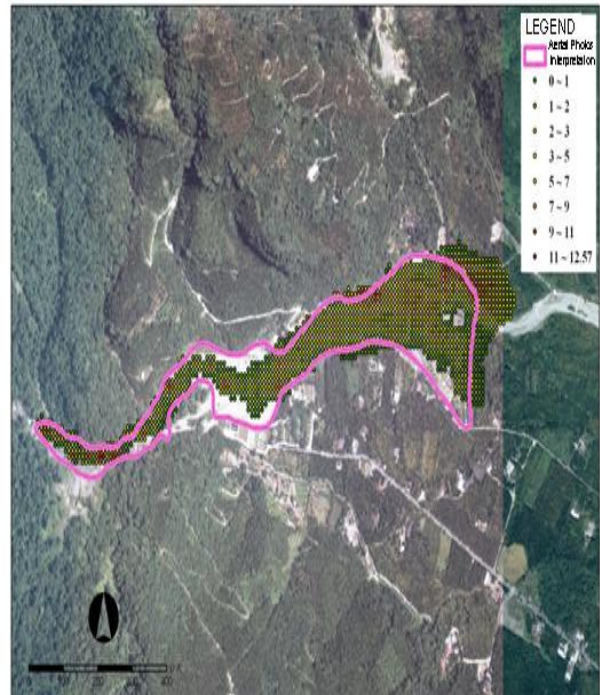 LEGEND
Aerial Photos
Interpretation
0 ~ 1
1 ~ 2
2 ~ 3
3 ~ 5
5 ~ 7
7 ~ 9
9 ~ 11
11 ~ 12.57